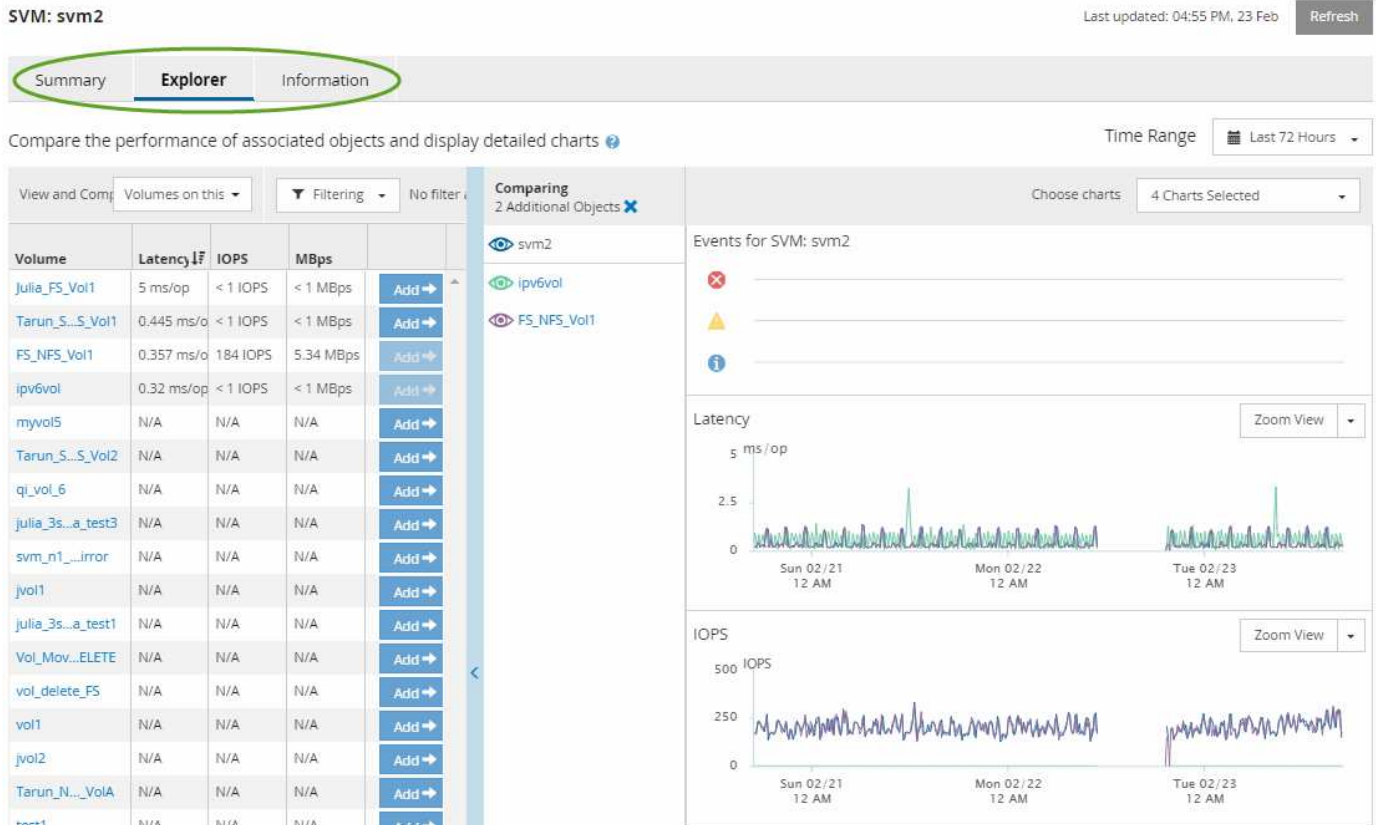 SVM: svm2
Last updated: 04:55 PM, 23 Feb Refresh
Summary Explorer Information
Compare the performance of associated objects and display detailed charts ?
Time Range Last 72 Hours
View and Comp Volumes on this Filtering No filter
Comparing
2 Additional Objects
Choose charts 4 Charts Selected
Volume Latency IOPS MBps
Julia_FS_Vol1 5 ms/op < 1 IOPS < 1 MBps Add
Tarun_S...S_Vol1 0.445 ms/o < 1 IOPS < 1 MBps Add
FS_NFS_Vol1 0.357 ms/o 184 IOPS 5.34 MBps Add
ipv6vol 0.32 ms/op < 1 IOPS < 1 MBps Add
myvol5 N/A N/A N/A Add
Tarun_S...S_Vol2 N/A N/A N/A Add
qi_vol_6 N/A N/A N/A Add
julia_3s...a_test3 N/A N/A N/A Add
svm_n1_...irror N/A N/A N/A Add
jvol1 N/A N/A N/A Add
julia_3s...a_test1 N/A N/A N/A Add
Vol_Mov...ELETE N/A N/A N/A Add
vol_delete_FS N/A N/A N/A Add
vol1 N/A N/A N/A Add
jvol2 N/A N/A N/A Add
Tarun_N..._VolA N/A N/A N/A Add
test1 N/A N/A N/A Add
svm2
ipv6vol
FS_NFS_Vol1
Events for SVM: svm2
Latency Zoom View
5 ms/op
2.5
0
Sun 02/21 Mon 02/22 Tue 02/23
12 AM 12 AM 12 AM
IOPS Zoom View
500 IOPS
250
0
Sun 02/21 Mon 02/22 Tue 02/23
12 AM 12 AM 12 AM